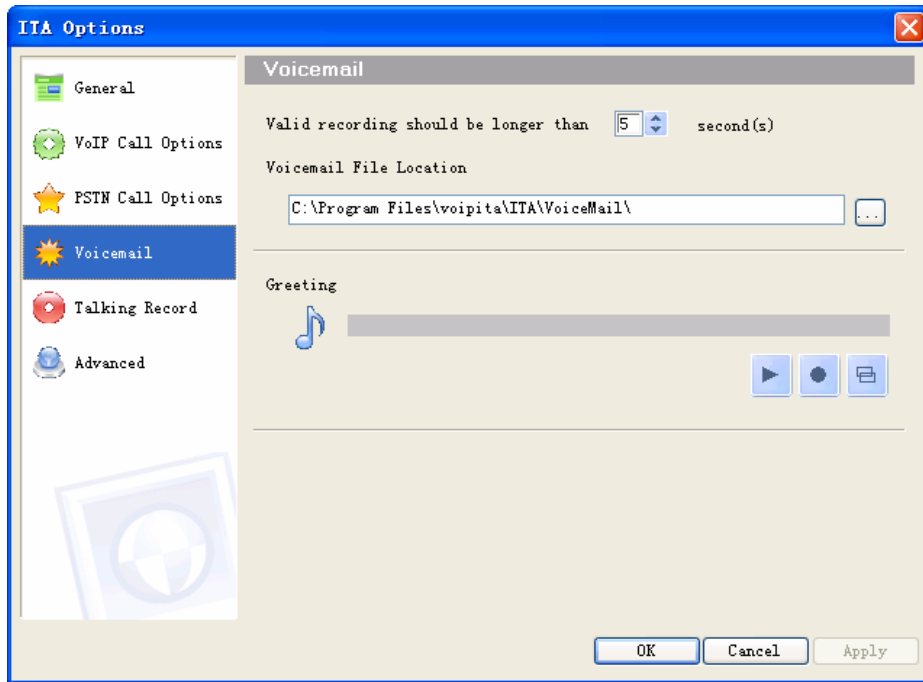 ITA Options
General
VoIP Call Options
PSTN Call Options
Voicemail
Talking Record
Advanced
Voicemail
Valid recording should be longer than 5 second(s)
Voicemail File Location
C:\Program Files\voipita\ITA\VoiceMail\
...
Greeting
OK Cancel Apply